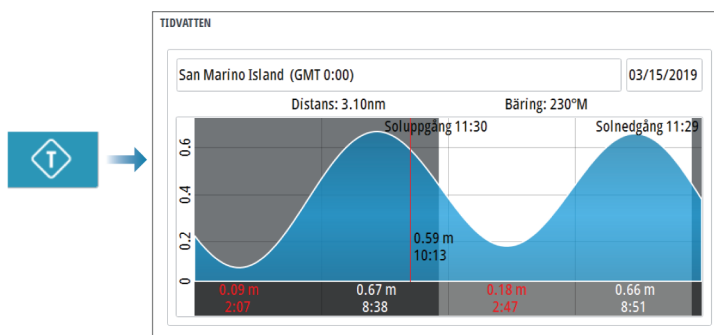 TIDVATTEN
San Marino Island (GMT 0:00) 03/15/2019
Distans: 3.10nm Bäring: 230°M
Soluppgång 11:30 Solnedgång 11:29
T
0.6
0.4
0.2
0
0.59 m
10:13
0.09 m 0.67 m 0.18 m 0.66 m
2:07 8:38 2:47 8:51